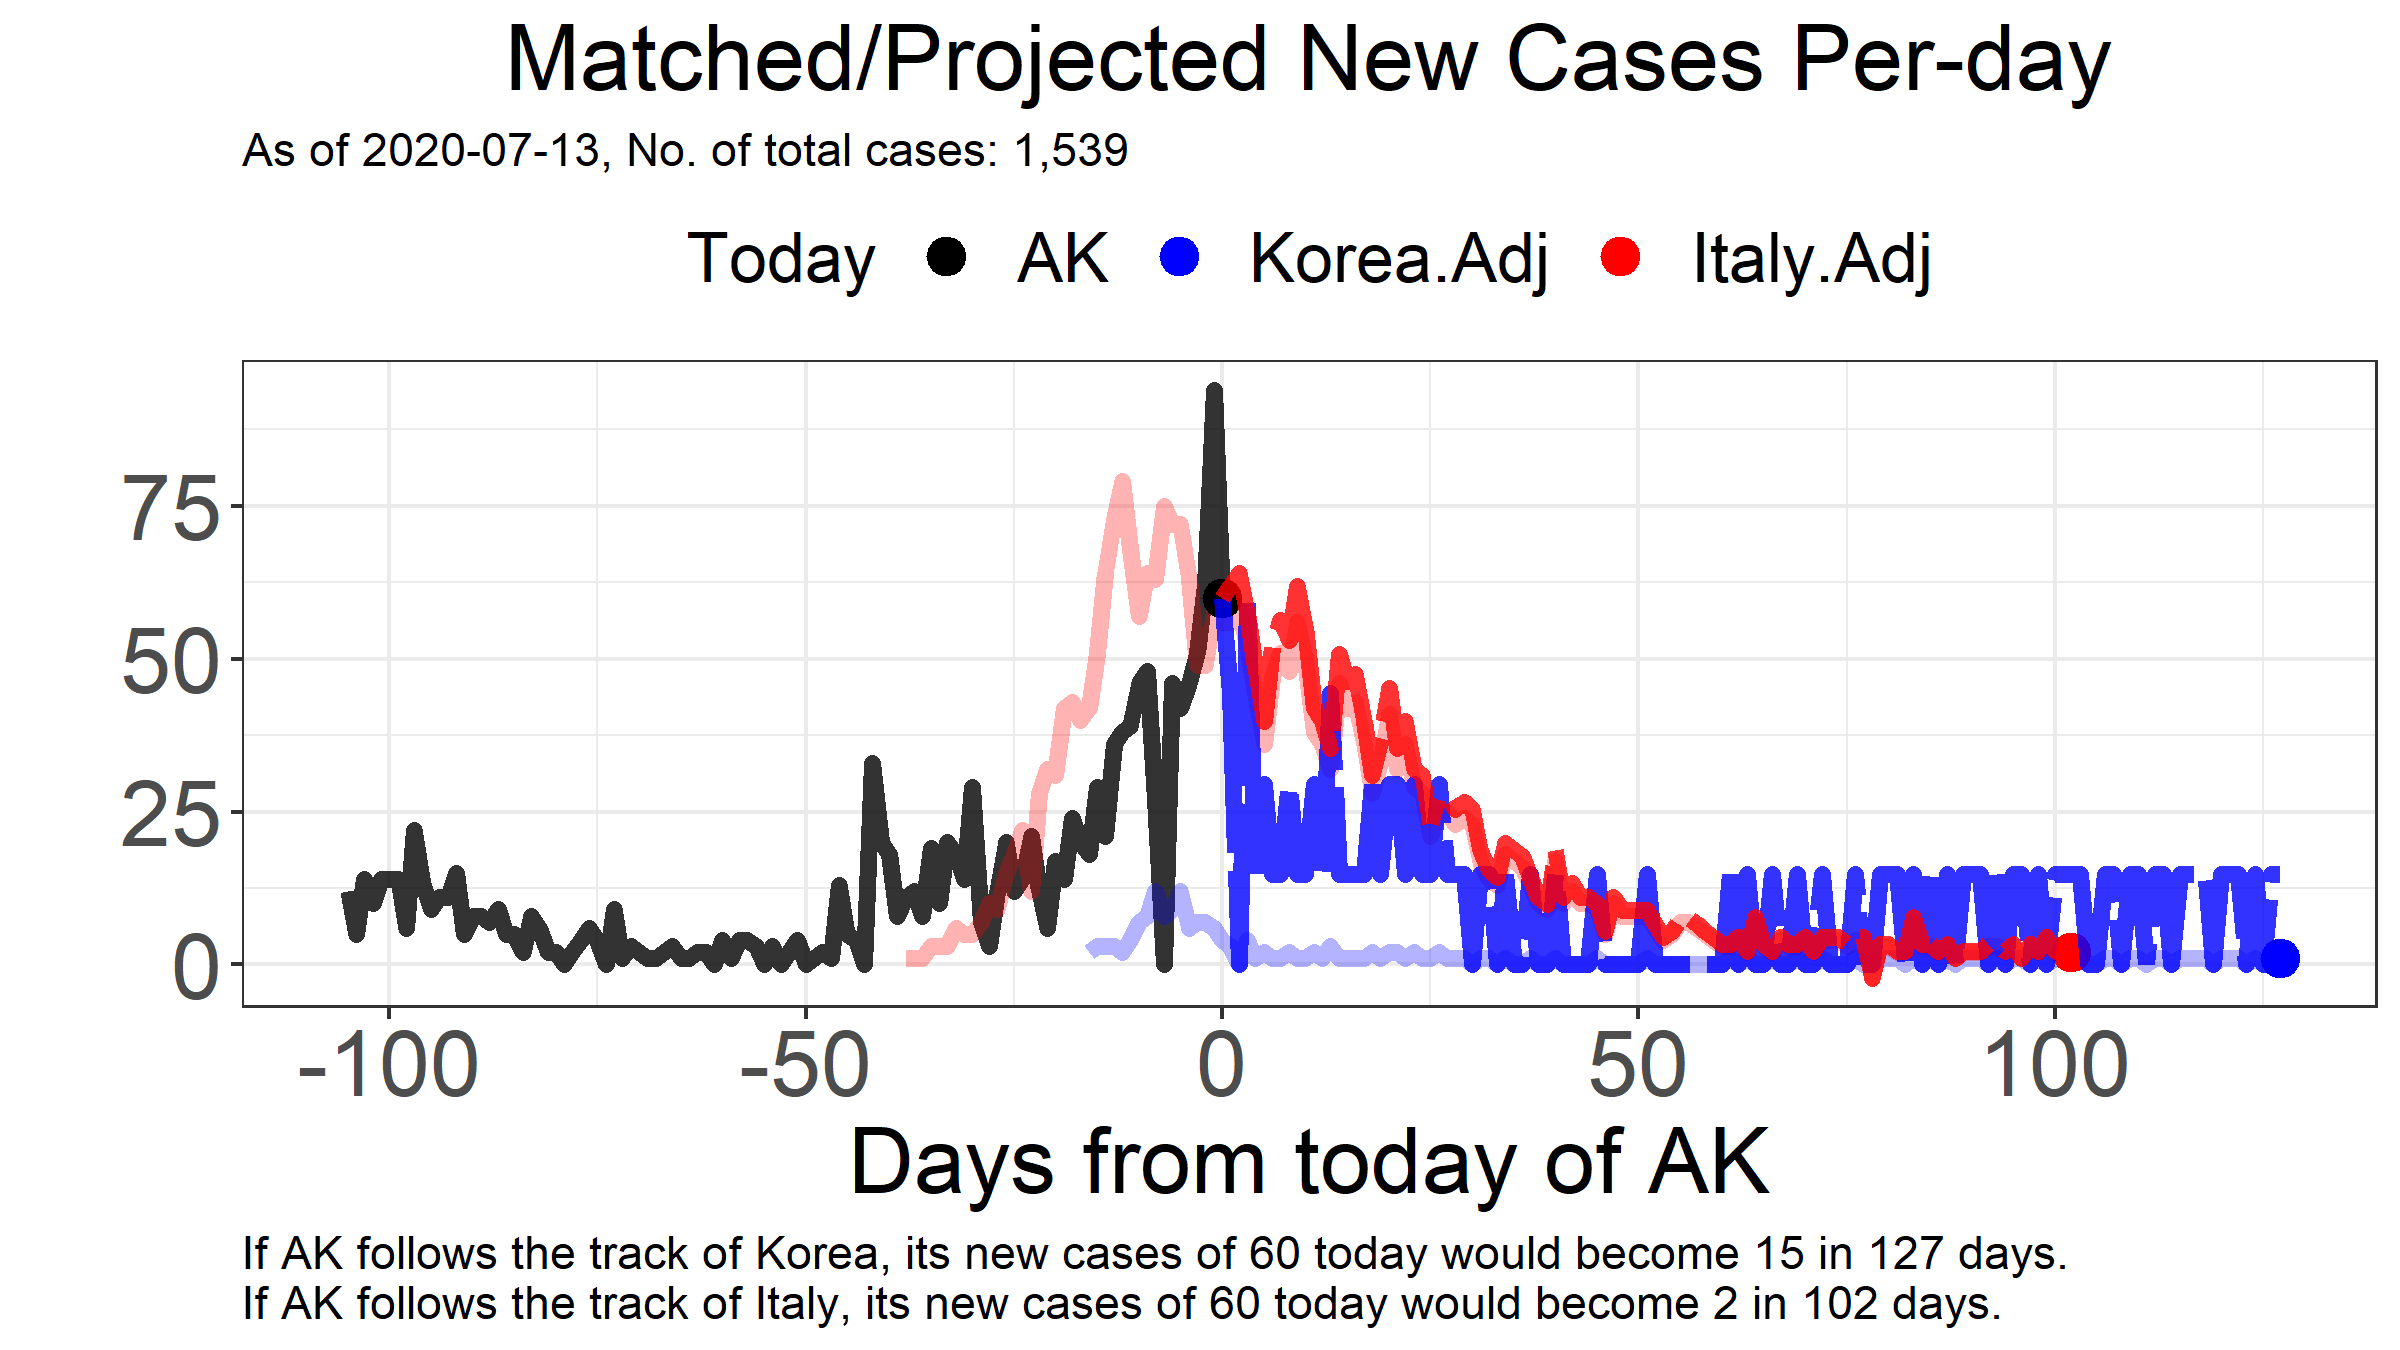 Matched/Projected New Cases Per-day
As of 2020-07-13, No. of total cases: 1,539
Today AK Korea.Adj Italy.Adj
75
50
25
0
-100 -50 0 50 100
Days from today of AK
If AK follows the track of Korea, its new cases of 60 today would become 15 in 127 days.
If AK follows the track of Italy, its new cases of 60 today would become 2 in 102 days.